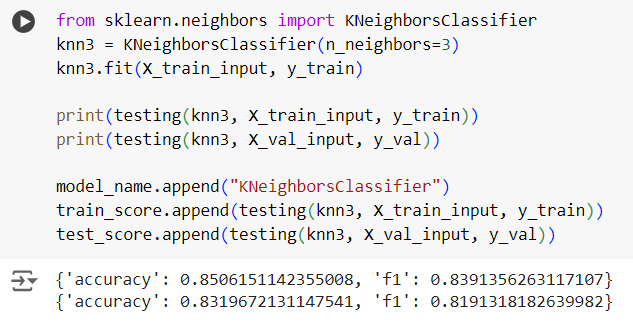 from sklearn.neighbors import KNeighborsClassifier
knn3 = KNeighborsClassifier(n_neighbors=3)
knn3.fit(X_train_input, y_train)
print(testing(knn3, X_train_input, y_train))
print(testing(knn3, X_val_input, y_val))
model_name.append("KNeighborsClassifier")
train_score.append(testing(knn3, X_train_input, y_train))
test_score.append(testing(knn3, X_val_input, y_val))
{'accuracy': 0.8506151142355008, 'f1': 0.8391356263117107}
{'accuracy': 0.8319672131147541, 'f1': 0.8191318182639982}